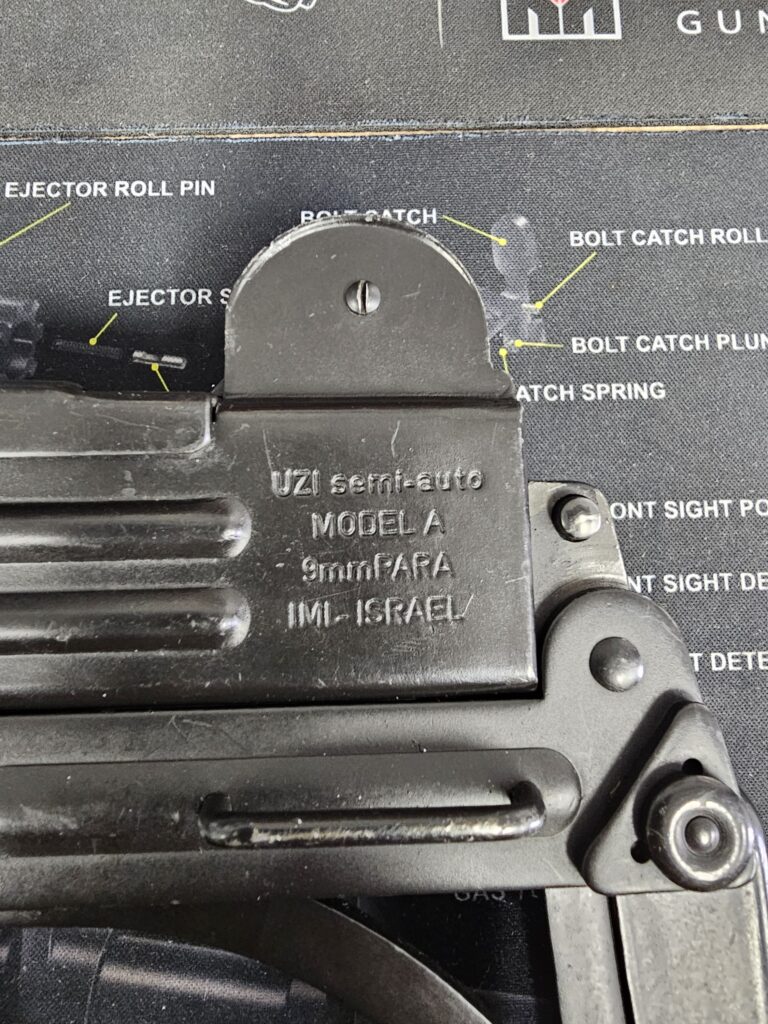 GUN
EJECTOR ROLL PIN
BOLT CATCH
BOLT CATCH ROLL
EJECTOR S
BOLT CATCH PLUN
ATCH SPRING
UZI semi-auto
MODEL A
9mmPARA
IMI-ISRAEL
ONT SIGHT PO
NT SIGHT DE
T DETE